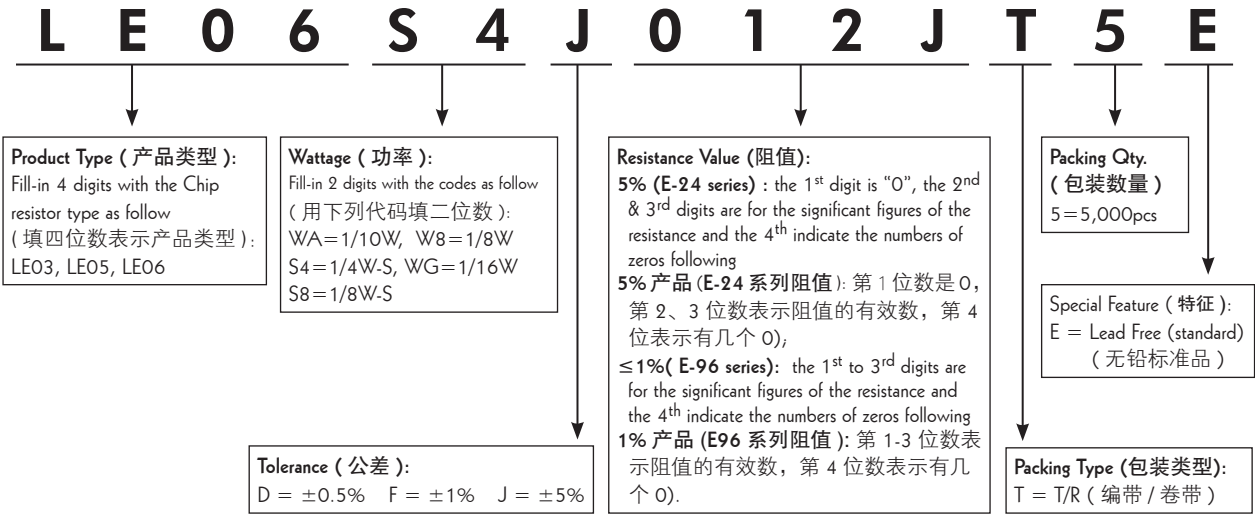 L E 0 6 S 4 J 0 1 2 J T 5 E
Product Type ( 产品类型 ):
Fill-in 4 digits with the Chip
resistor type as follow
( 填四位数表示产品类型 ):
LE03, LE05, LE06
Wattage ( 功率 ):
Fill-in 2 digits with the codes as follow
( 用下列代码填二位数 ):
WA=1/10W, W8=1/8W
S4=1/4W-S, WG=1/16W
S8=1/8W-S
Resistance Value (阻值):
5% (E-24 series) : the 1st digit is “0”, the 2nd
& 3rd digits are for the significant figures of the
resistance and the 4th indicate the numbers of
zeros following
5% 产品 (E-24 系列阻值 ): 第 1 位数是 0,
第 2、3 位数表示阻值的有效数，第 4
位表示有几个 0);
≤1%( E-96 series): the 1st to 3rd digits are
for the significant figures of the resistance and
the 4th indicate the numbers of zeros following
1% 产品 (E96 系列阻值 ): 第 1-3 位数表
示阻值的有效数，第 4 位数表示有几
个 0).
Packing Qty.
( 包装数量 )
5=5,000pcs
Special Feature ( 特征 ):
E = Lead Free (standard)
( 无铅标准品 )
Tolerance ( 公差 ):
D = ±0.5% F = ±1% J = ±5%
Packing Type (包装类型):
T = T/R ( 编带 / 卷带 )